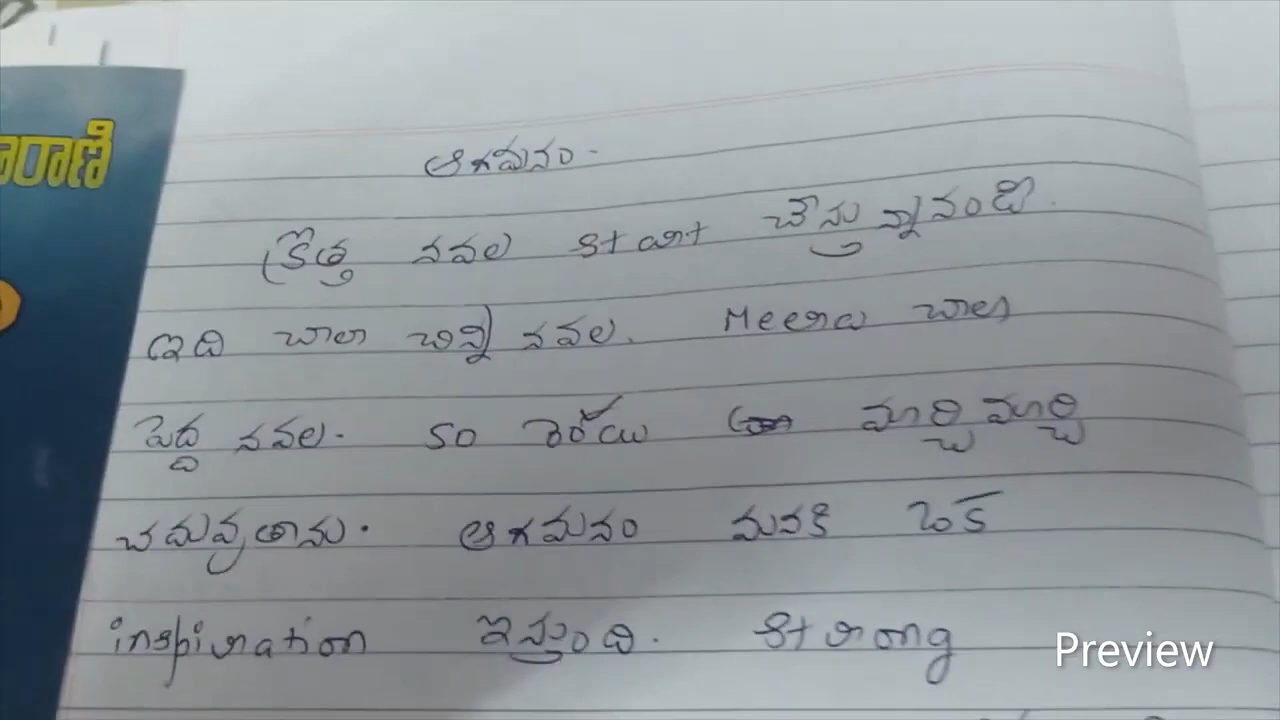 ఆగమనం.
క్రొత్త నవల start చేస్తున్నానండి.
ఇది చాలా చిన్న నవల. Meeru చాలా
పెద్ద నవల. so రెండు మార్చి మార్చి
చదువుతాను. ఆగమనం మనకి ఒక
inspiration ఇస్తుంది. strong
Preview